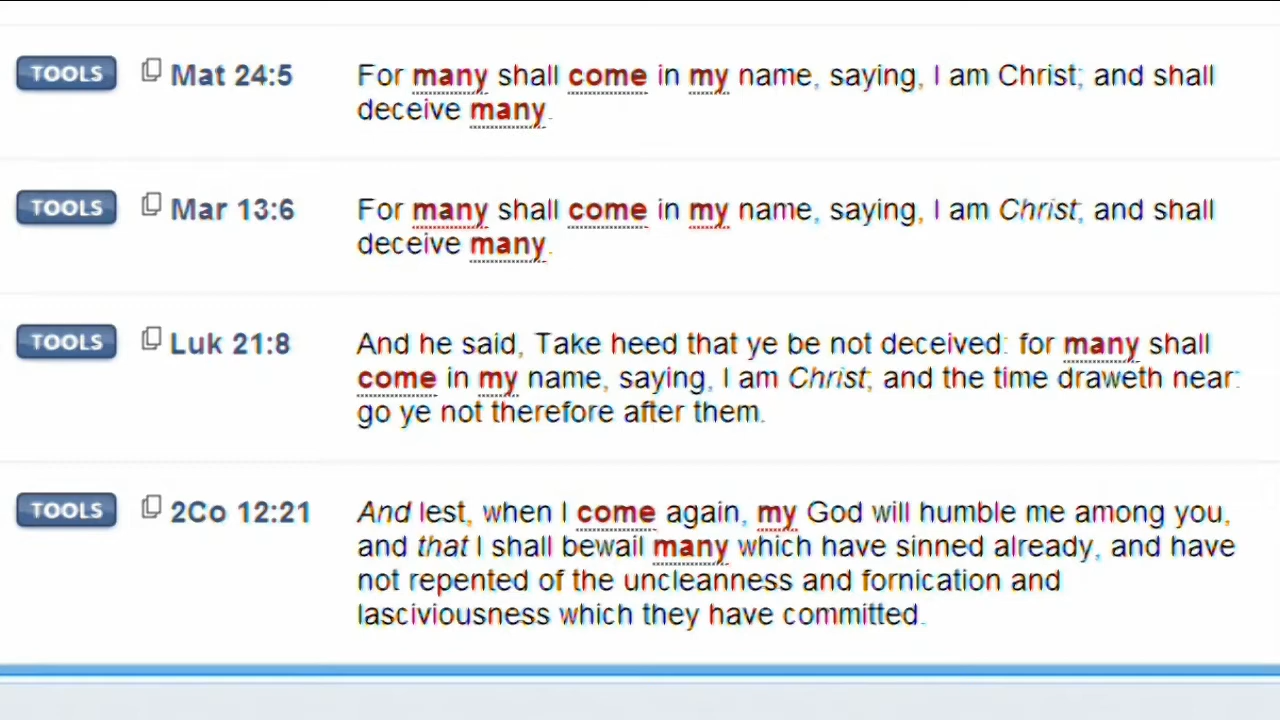 TOOLS Mat 24:5 For many shall come in my name, saying, I am Christ; and shall
deceive many.
TOOLS Mar 13:6 For many shall come in my name, saying, I am Christ; and shall
deceive many.
TOOLS Luk 21:8 And he said, Take heed that ye be not deceived: for many shall
come in my name, saying, I am Christ; and the time draweth near:
go ye not therefore after them.
TOOLS 2Co 12:21 And lest, when I come again, my God will humble me among you,
and that I shall bewail many which have sinned already, and have
not repented of the uncleanness and fornication and
lasciviousness which they have committed.